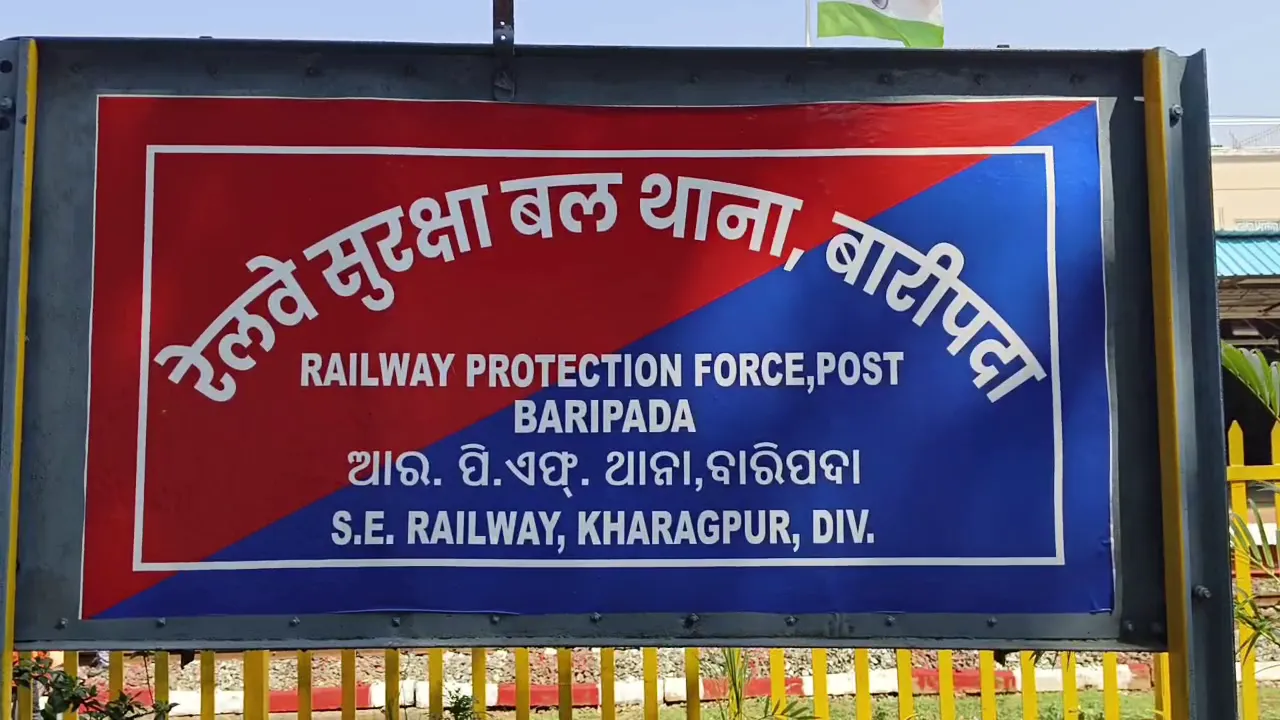 रेलवे सुरक्षा बल थाना, बारीपदा
RAILWAY PROTECTION FORCE,POST
BARIPADA
ଆର. ପି.ଏଫ୍. ଥାନା,ବାରିପଦା
S.E. RAILWAY, KHARAGPUR, DIV.